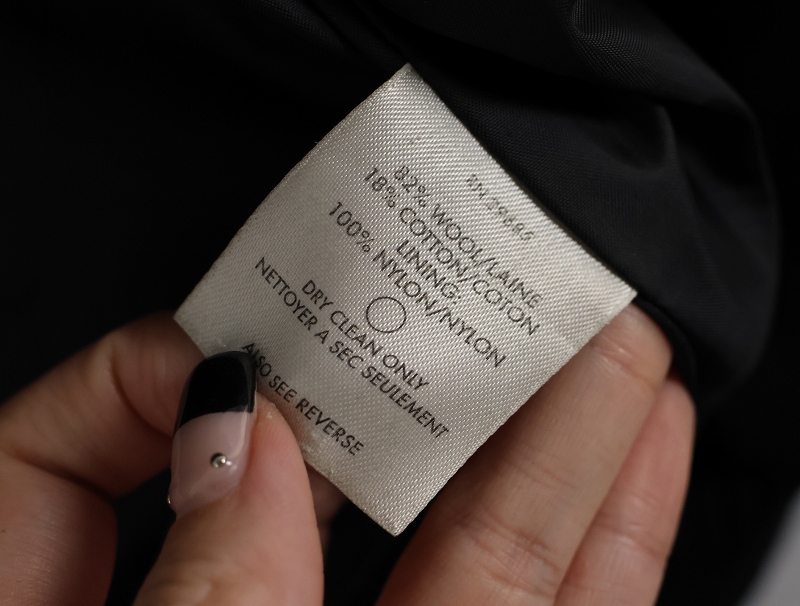 82% WOOL/LAINE
18% COTTON/COTON
LINING:
100% NYLON/NYLON
DRY CLEAN ONLY
NETTOYER A SEC SEULEMENT
ALSO SEE REVERSE